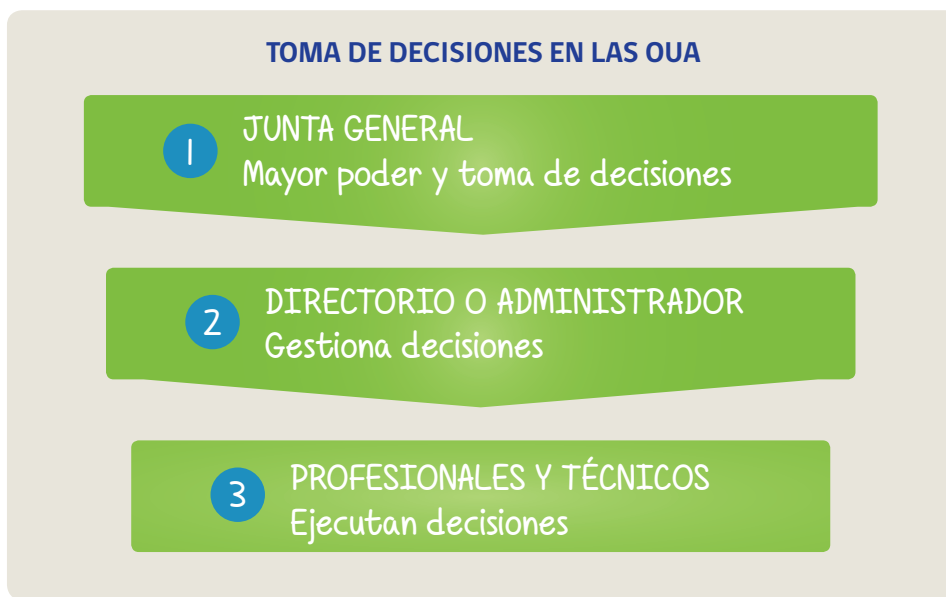 TOMA DE DECISIONES EN LAS OUA
1
JUNTA GENERAL
Mayor poder y toma de decisiones
2
DIRECTORIO O ADMINISTRADOR
Gestiona decisiones
3
PROFESIONALES Y TÉCNICOS
Ejecutan decisiones